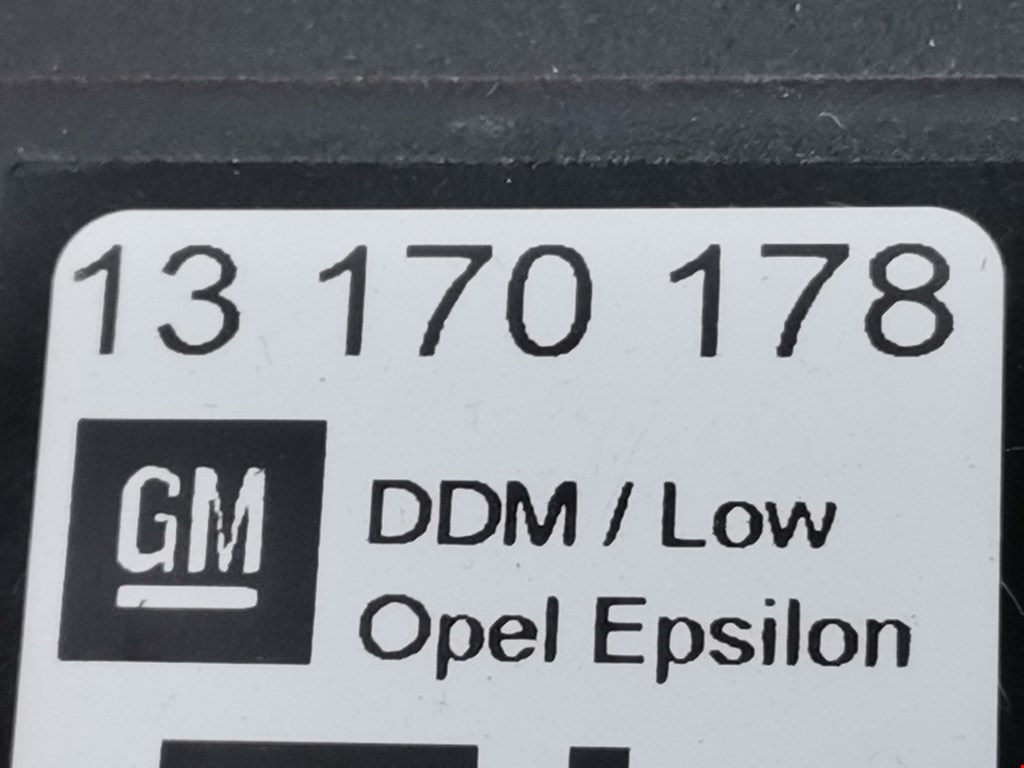 13 170 178
GM
DDM / Low
Opel Epsilon